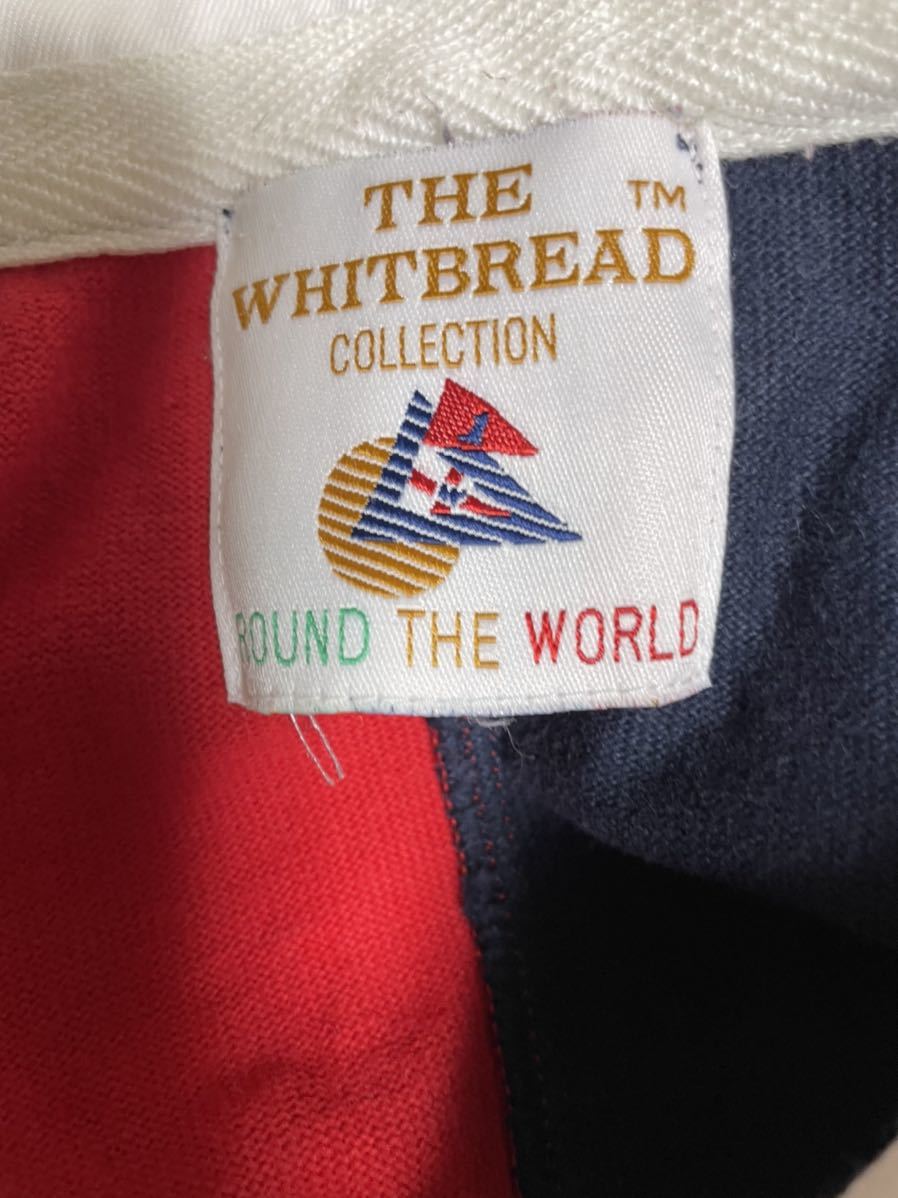 THE TM
WHITBREAD
COLLECTION
ROUND THE WORLD